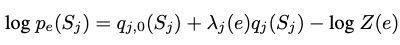 log p_e(S_j) = q_{j,0}(S_j) + λ_j(e)q_j(S_j) − log Z(e)